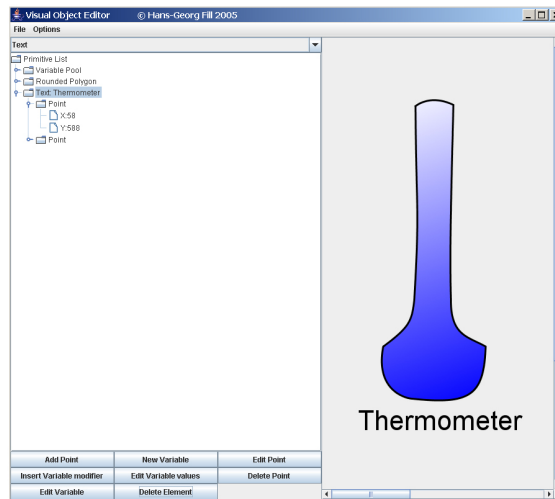 Visual Object Editor © Hans-Georg Fill 2005
File Options
Text
Primitive List
Variable Pool
Rounded Polygon
Text: Thermometer
Point
X:58
Y:588
Point
Thermometer
Add Point New Variable Edit Point
Insert Variable modifier Edit Variable values Delete Point
Edit Variable Delete Element